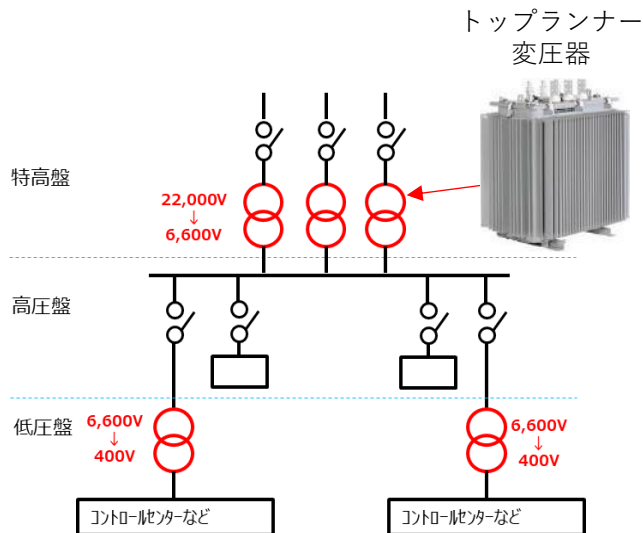 トップランナー
変圧器
特高盤
22,000V
↓
6,600V
高圧盤
低圧盤
6,600V
↓
400V
6,600V
↓
400V
コントロールセンターなど
コントロールセンターなど